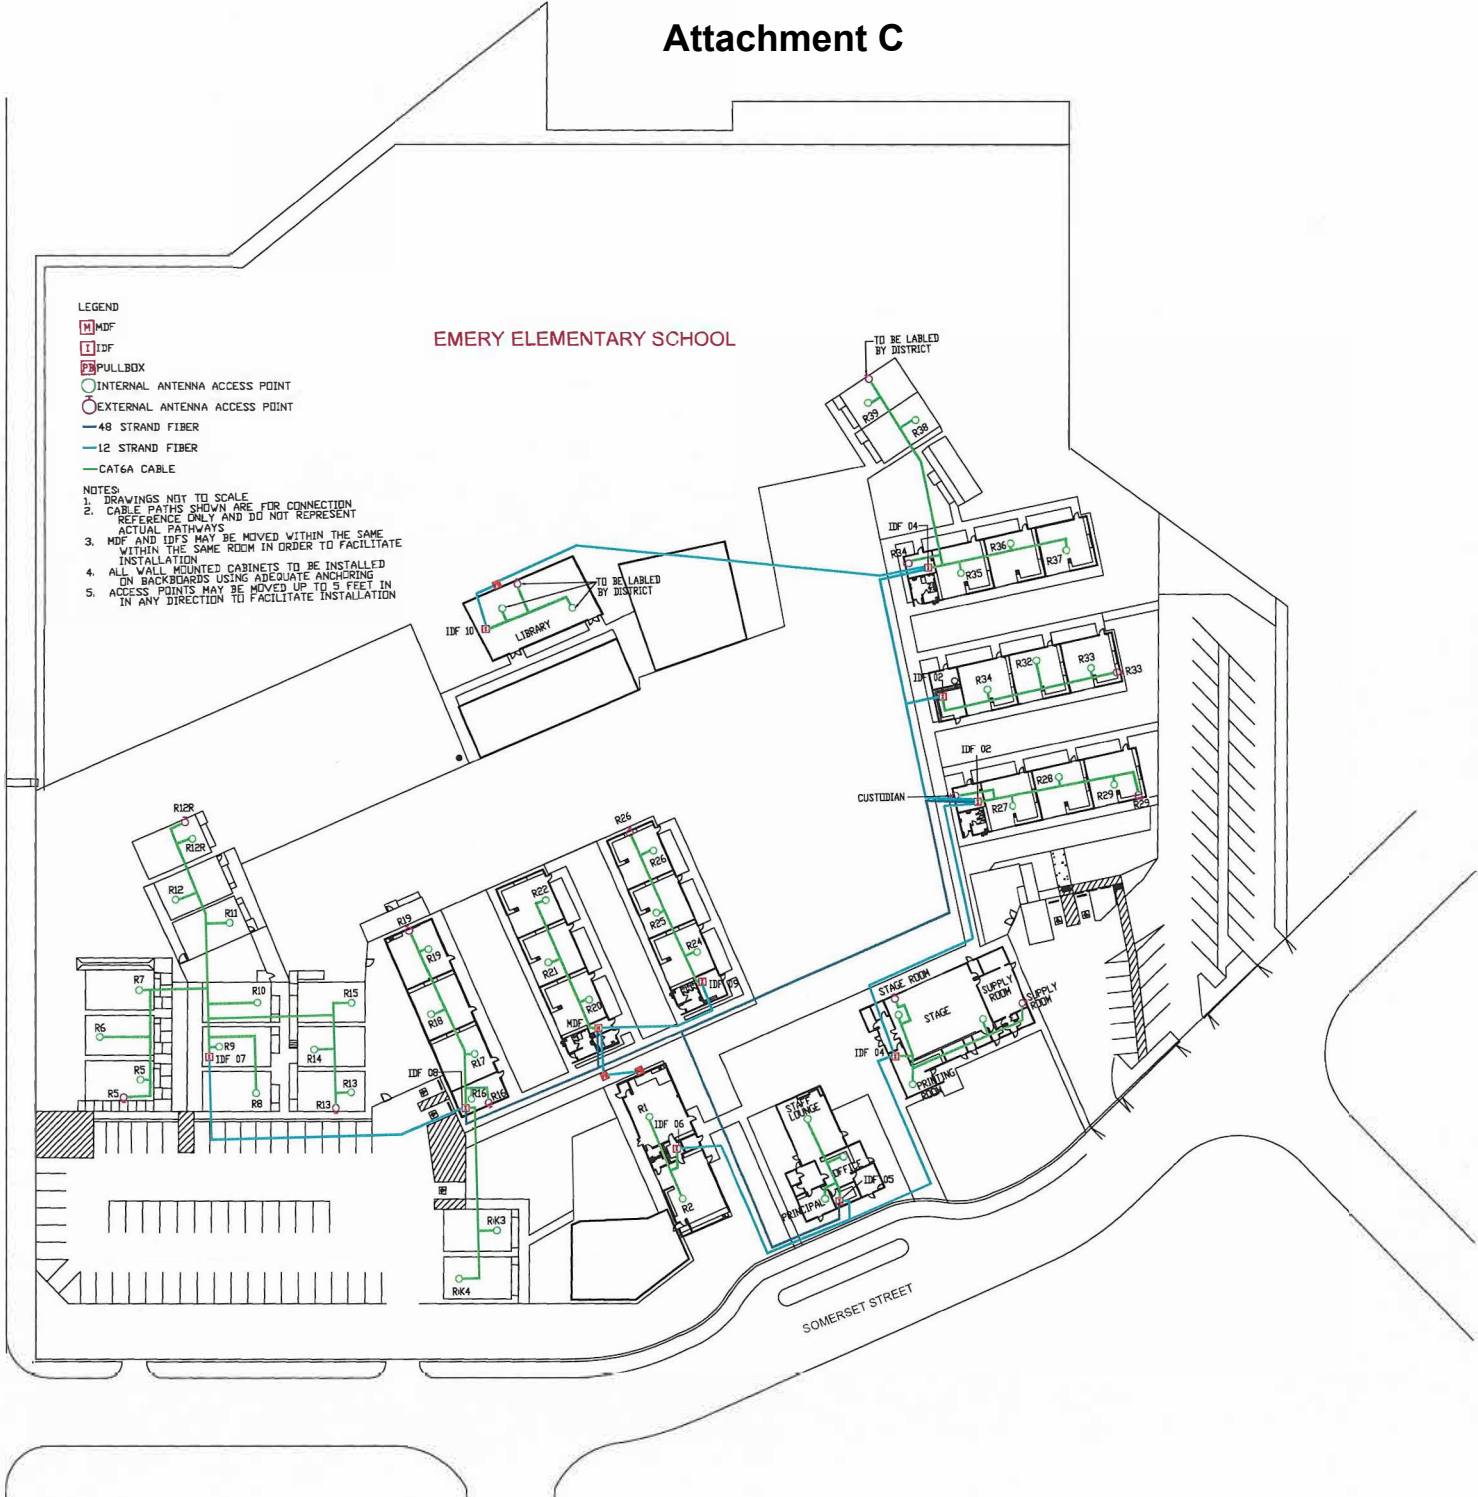 Attachment C
LEGEND
M MDF
I IDF
PB PULLBOX
INTERNAL ANTENNA ACCESS POINT
EXTERNAL ANTENNA ACCESS POINT
48 STRAND FIBER
12 STRAND FIBER
CAT6A CABLE
NOTES:
1. DRAWINGS NOT TO SCALE
2. CABLE PATHS SHOWN ARE FOR CONNECTION
REFERENCE ONLY AND DO NOT REPRESENT
ACTUAL PATHWAYS
3. MDF AND IDFS MAY BE MOVED WITHIN THE SAME
WITHIN THE SAME ROOM IN ORDER TO FACILITATE
INSTALLATION
4. ALL WALL MOUNTED CABINETS TO BE INSTALLED
ON BACKBOARDS USING ADEQUATE ANCHORING
5. ACCESS POINTS MAY BE MOVED UP TO 5 FEET IN
IN ANY DIRECTION TO FACILITATE INSTALLATION
EMERY ELEMENTARY SCHOOL
TO BE LABLED
BY DISTRICT
R39
R38
IDF 04
R34
R35
R36
R37
TO BE LABLED
BY DISTRICT
IDF 10
LIBRARY
IDF 02
R34
R32
R33
R33
IDF 02
CUSTODIAN
R27
R28
R29
R29
R12R
R12R
R12
R11
R26
R26
R25
R24
IDF 09
R22
R21
R20
MDF
R19
R19
R18
R17
IDF 08
R16
R16
R7
R6
R5
R5
R10
R9
IDF 07
R8
R15
R14
R13
R13
STAGE ROOM
STAGE
SUPPLY
ROOM
SUPPLY
ROOM
IDF 04
PRINTING
ROOM
R1
IDF 06
R2
STAFF
LOUNGE
OFFICE
IDF 05
PRINCIPAL
RK3
RK4
SOMERSET STREET